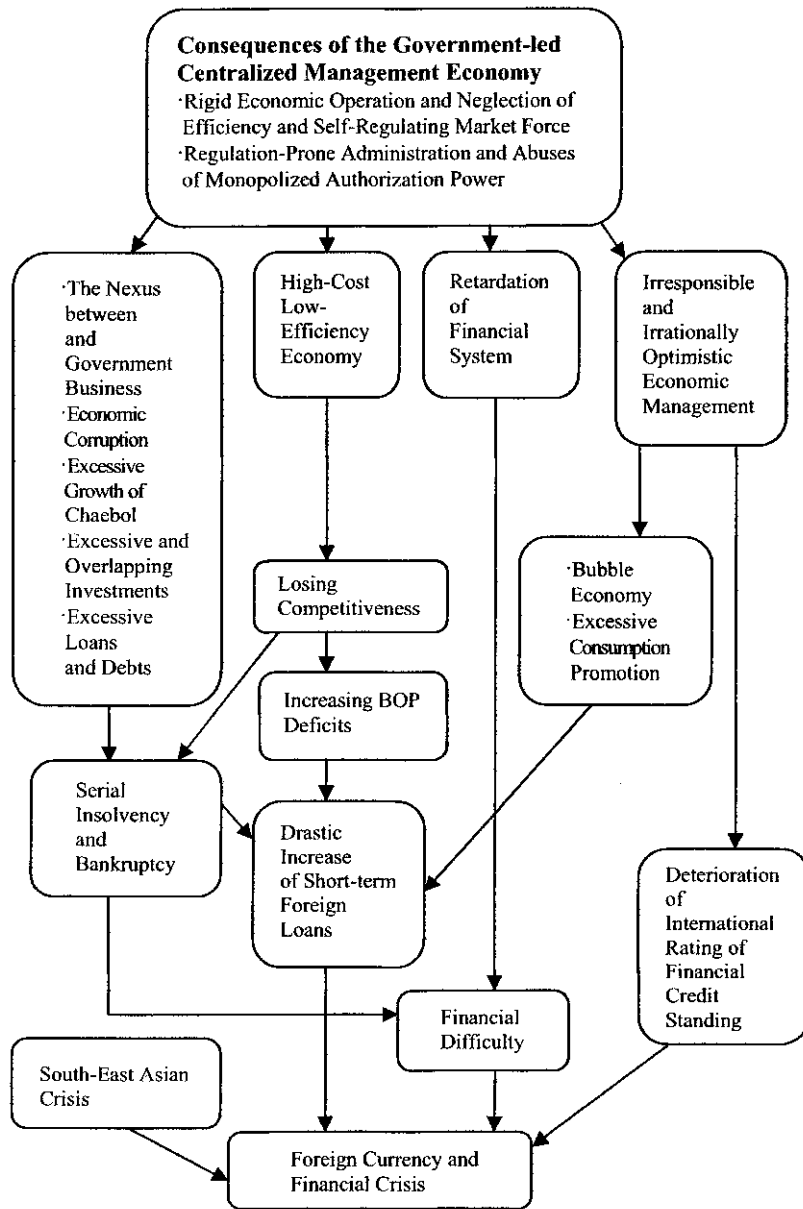 Consequences of the Government-led
Centralized Management Economy
·Rigid Economic Operation and Neglection of
Efficiency and Self-Regulating Market Force
·Regulation-Prone Administration and Abuses
of Monopolized Authorization Power
·The Nexus
between
and
Government
Business
·Economic
Corruption
·Excessive
Growth of
Chaebol
·Excessive and
Overlapping
Investments
·Excessive
Loans
and Debts
High-Cost
Low-
Efficiency
Economy
Retardation
of
Financial
System
Irresponsible
and
Irrationally
Optimistic
Economic
Management
Losing
Competitiveness
·Bubble
Economy
·Excessive
Consumption
Promotion
Increasing BOP
Deficits
Serial
Insolvency
and
Bankruptcy
Drastic
Increase
of Short-term
Foreign
Loans
Deterioration
of
International
Rating of
Financial
Credit
Standing
Financial
Difficulty
South-East Asian
Crisis
Foreign Currency and
Financial Crisis